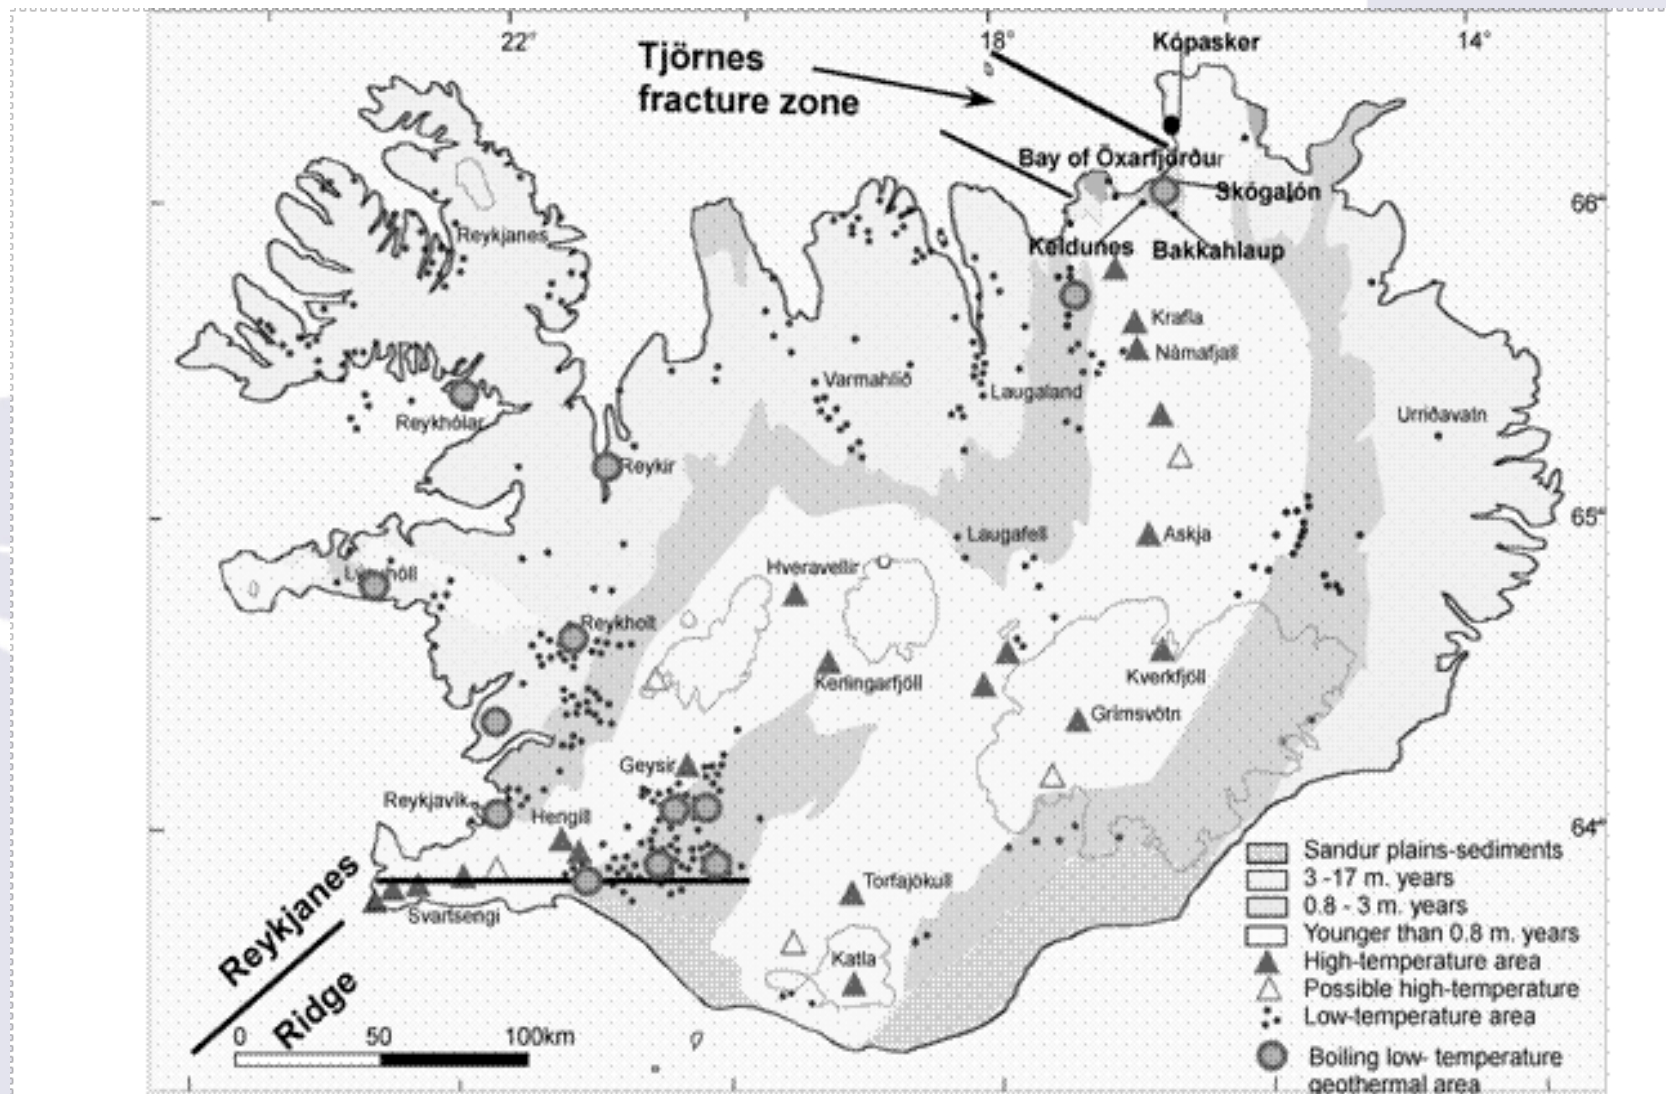 22°
18°
14°
Kópasker
Tjörnes
fracture zone
Bay of Öxarfjörður
Skógalón
66°
Reykjanes
Keldunes
Bakkahlaup
Krafla
Námafjall
Varmahlíð
Laugaland
Reykhólar
Urriðavatn
Reykir
65°
Laugafell
Askja
Hveravellir
Reykholt
Kerlingarfjöll
Kverkfjöll
Grímsvötn
Geysir
Reykjavík
Hengill
64°
Torfajökull
Svartsengi
Katla
Reykjanes
Ridge
0 50 100km
Sandur plains-sediments
3 -17 m. years
0.8 - 3 m. years
Younger than 0.8 m. years
High-temperature area
Possible high-temperature
Low-temperature area
Boiling low- temperature
geothermal area